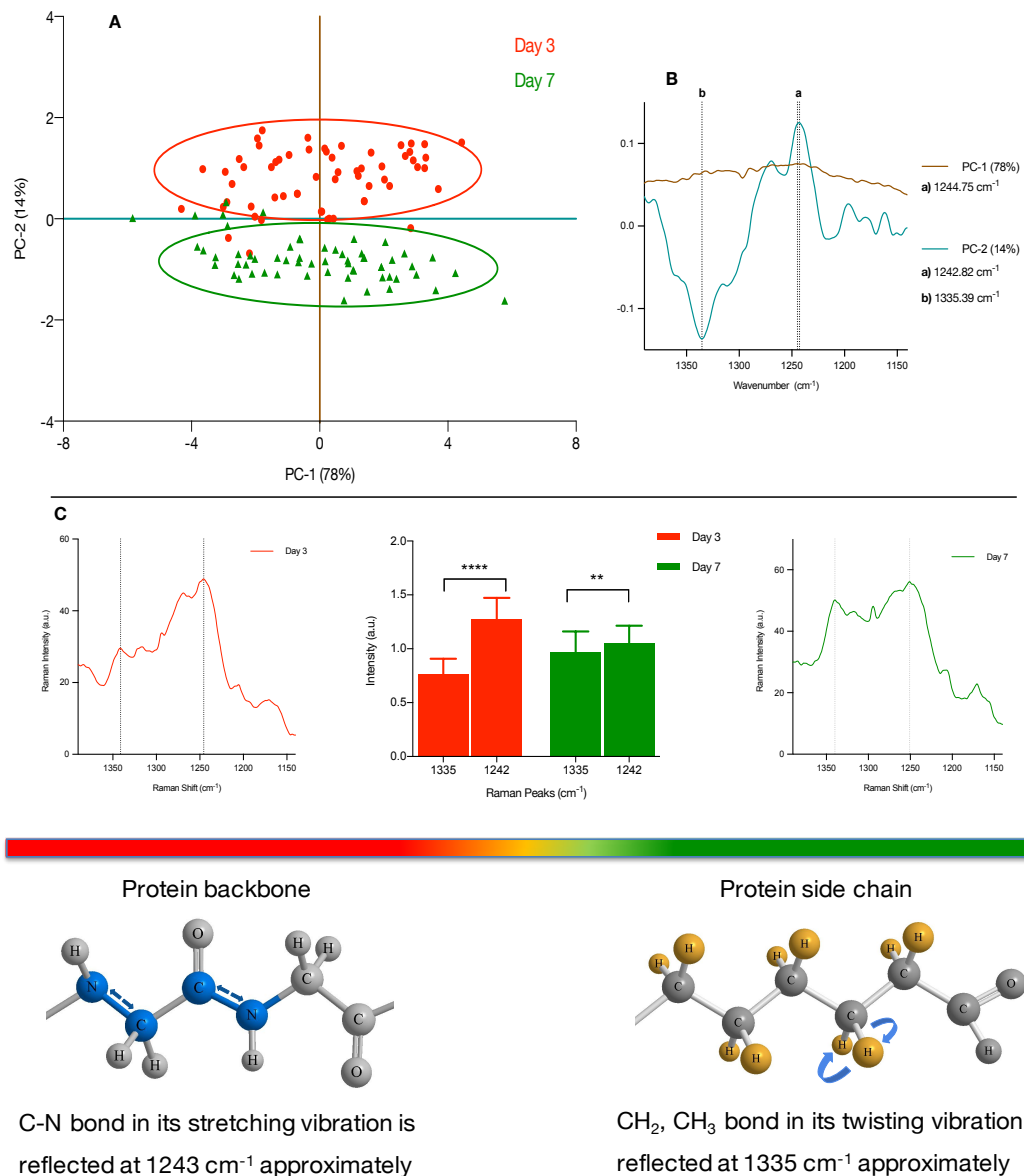 A
Day 3
Day 7
4
2
0
-2
-4
PC-2 (14%)
-8
-4
0
4
8
PC-1 (78%)
B
b
a
0.1
0.0
-0.1
1350
1300
1250
1200
1150
Wavenumber (cm-1)
PC-1 (78%)
a) 1244.75 cm-1
PC-2 (14%)
a) 1242.82 cm-1
b) 1335.39 cm-1
C
60
40
20
0
Raman Intensity (a.u.)
Day 3
1350
1300
1250
1200
1150
Raman Shift (cm-1)
2.0
1.5
1.0
0.5
0.0
Intensity (a.u.)
****
**
Day 3
Day 7
1335
1242
1335
1242
Raman Peaks (cm-1)
60
40
20
0
Raman Intensity (a.u.)
Day 7
1350
1300
1250
1200
1150
Raman Shift (cm-1)
Protein backbone
H
N
C
H
H
O
C
N
H
H
H
C
C
O
C-N bond in its stretching vibration is
reflected at 1243 cm-1 approximately
Protein side chain
H
H
C
C
H
H
H
H
C
C
H
H
H
H
C
C
O
H
CH2, CH3 bond in its twisting vibration
reflected at 1335 cm-1 approximately